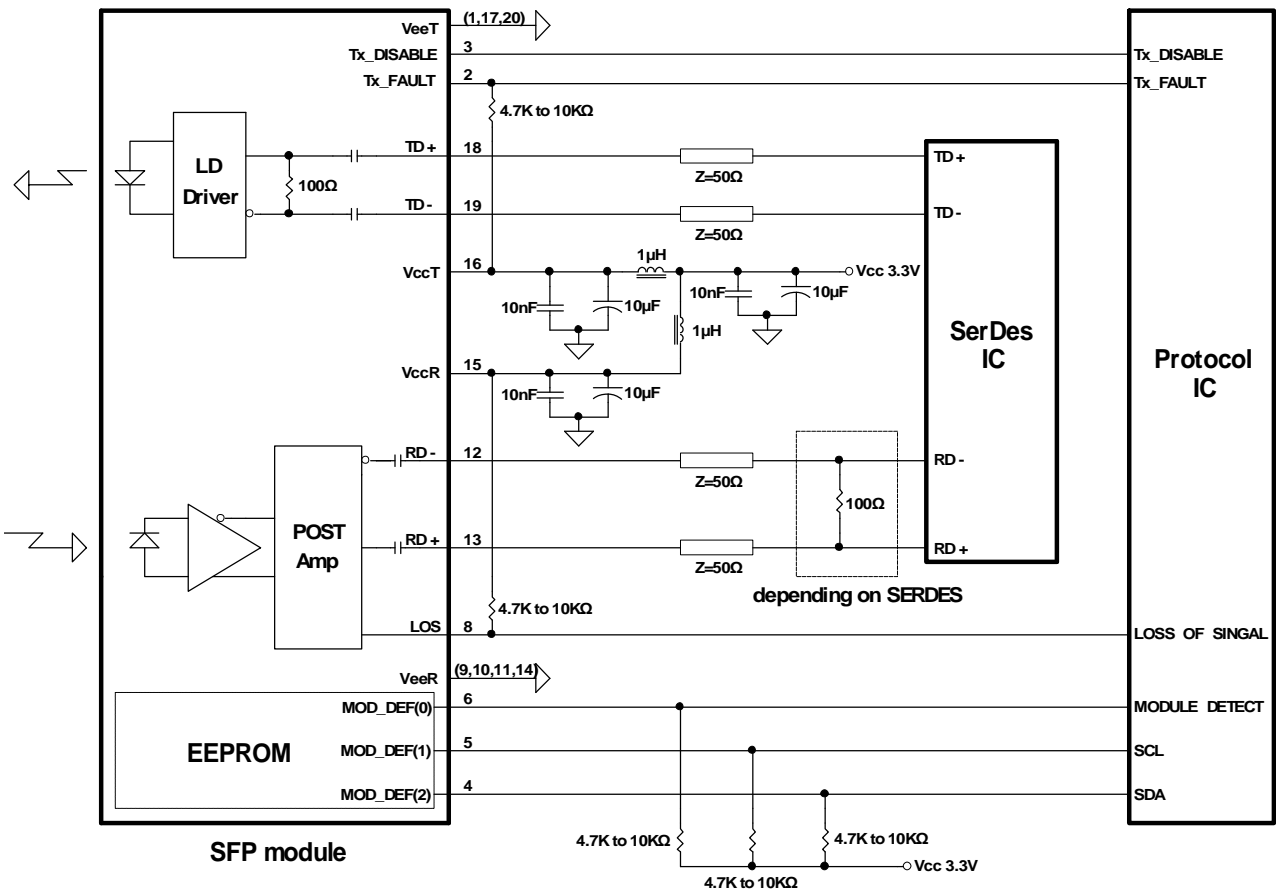 VeeT
(1,17,20)
Tx_DISABLE
3
Tx_DISABLE
Tx_FAULT
2
Tx_FAULT
4.7K to 10KΩ
LD
Driver
100Ω
TD+
18
Z=50Ω
TD+
TD-
19
Z=50Ω
TD-
VccT
16
1µH
Vcc 3.3V
10nF
10µF
10nF
10µF
1µH
SerDes
IC
Protocol
IC
VccR
15
10nF
10µF
RD-
12
Z=50Ω
RD-
100Ω
POST
Amp
RD+
13
Z=50Ω
RD+
depending on SERDES
4.7K to 10KΩ
LOS
8
LOSS OF SINGAL
VeeR
(9,10,11,14)
EEPROM
MOD_DEF(0)
6
MODULE DETECT
MOD_DEF(1)
5
SCL
MOD_DEF(2)
4
SDA
4.7K to 10KΩ
4.7K to 10KΩ
4.7K to 10KΩ
Vcc 3.3V
SFP module